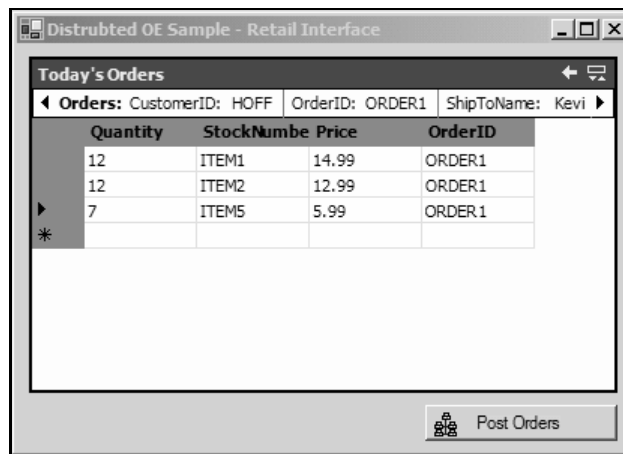 Distrubted OE Sample - Retail Interface
Today's Orders
Orders: CustomerID: HOFF OrderID: ORDER1 ShipToName: Kevi
Quantity StockNumbe Price OrderID
12 ITEM1 14.99 ORDER1
12 ITEM2 12.99 ORDER1
7 ITEM5 5.99 ORDER1
Post Orders